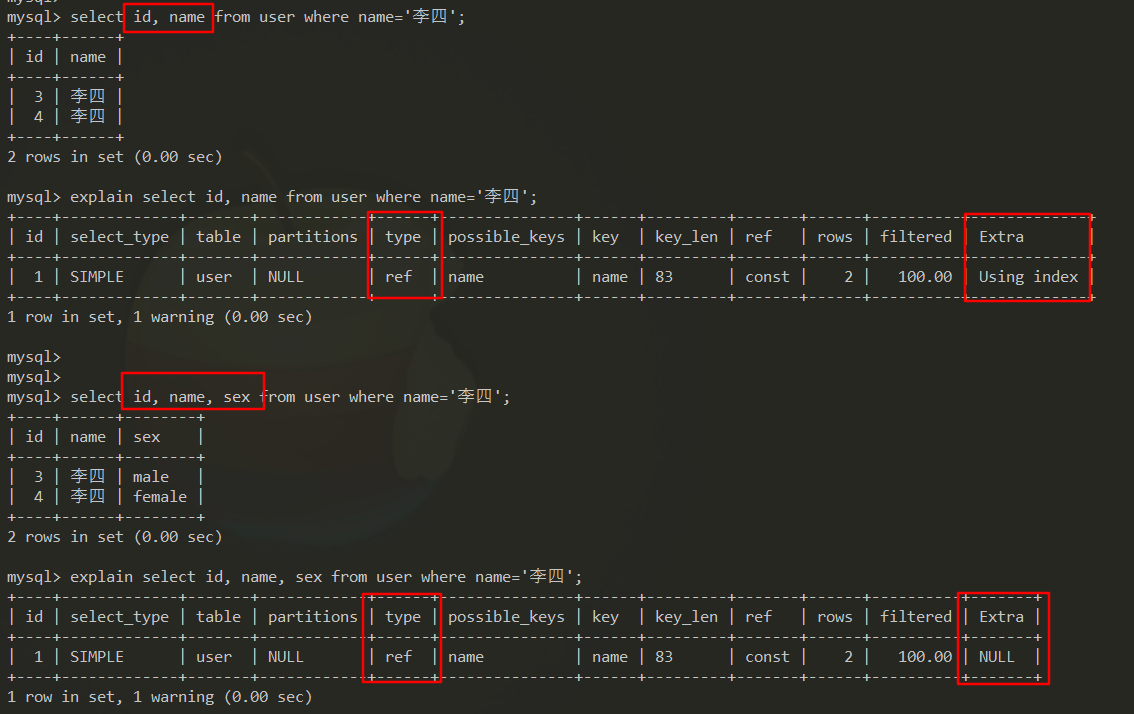 mysql> select id, name from user where name='李四';
+----+------+
| id | name |
+----+------+
|  3 | 李四 |
|  4 | 李四 |
+----+------+
2 rows in set (0.00 sec)
mysql> explain select id, name from user where name='李四';
+----+-------------+-------+------------+------+---------------+------+---------+-------+------+----------+-------------+
| id | select_type | table | partitions | type | possible_keys | key  | key_len | ref   | rows | filtered | Extra       |
+----+-------------+-------+------------+------+---------------+------+---------+-------+------+----------+-------------+
|  1 | SIMPLE      | user  | NULL       | ref  | name          | name | 83      | const |    2 |   100.00 | Using index |
+----+-------------+-------+------------+------+---------------+------+---------+-------+------+----------+-------------+
1 row in set, 1 warning (0.00 sec)
mysql>
mysql>
mysql> select id, name, sex from user where name='李四';
+----+------+--------+
| id | name | sex    |
+----+------+--------+
|  3 | 李四 | male   |
|  4 | 李四 | female |
+----+------+--------+
2 rows in set (0.00 sec)
mysql> explain select id, name, sex from user where name='李四';
+----+-------------+-------+------------+------+---------------+------+---------+-------+------+----------+-------+
| id | select_type | table | partitions | type | possible_keys | key  | key_len | ref   | rows | filtered | Extra |
+----+-------------+-------+------------+------+---------------+------+---------+-------+------+----------+-------+
|  1 | SIMPLE      | user  | NULL       | ref  | name          | name | 83      | const |    2 |   100.00 | NULL  |
+----+-------------+-------+------------+------+---------------+------+---------+-------+------+----------+-------+
1 row in set, 1 warning (0.00 sec)